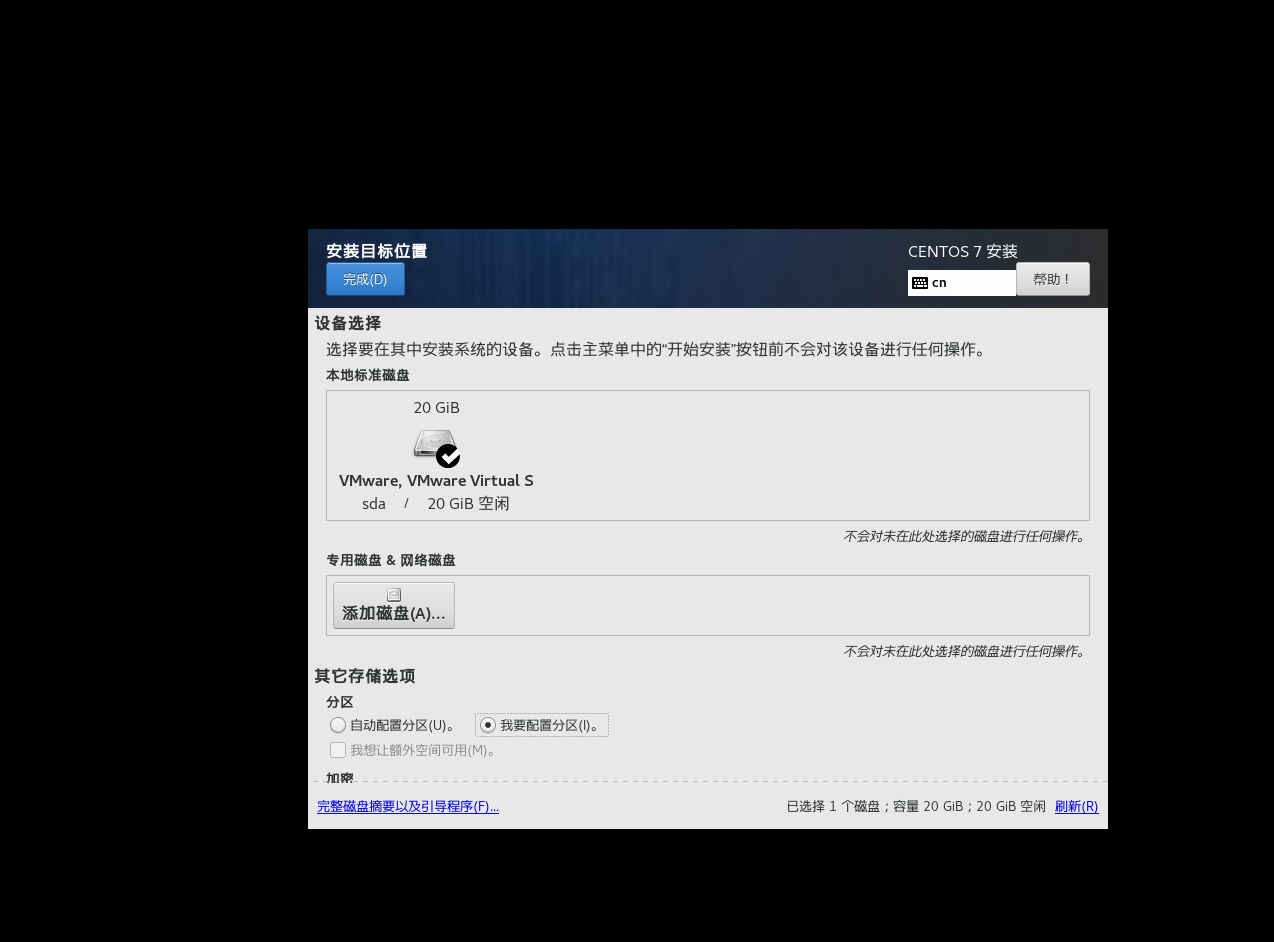 安装目标位置
CENTOS 7 安装
完成(D)
cn
帮助！
设备选择
选择要在其中安装系统的设备。点击主菜单中的“开始安装”按钮前不会对该设备进行任何操作。
本地标准磁盘
20 GiB
VMware, VMware Virtual S
sda / 20 GiB 空闲
不会对未在此处选择的磁盘进行任何操作。
专用磁盘 & 网络磁盘
添加磁盘(A)...
不会对未在此处选择的磁盘进行任何操作。
其它存储选项
分区
自动配置分区(U)。 我要配置分区(I)。
我想让额外空间可用(M)。
加密
完整磁盘摘要以及引导程序(F)... 已选择 1 个磁盘；容量 20 GiB；20 GiB 空闲 刷新(R)